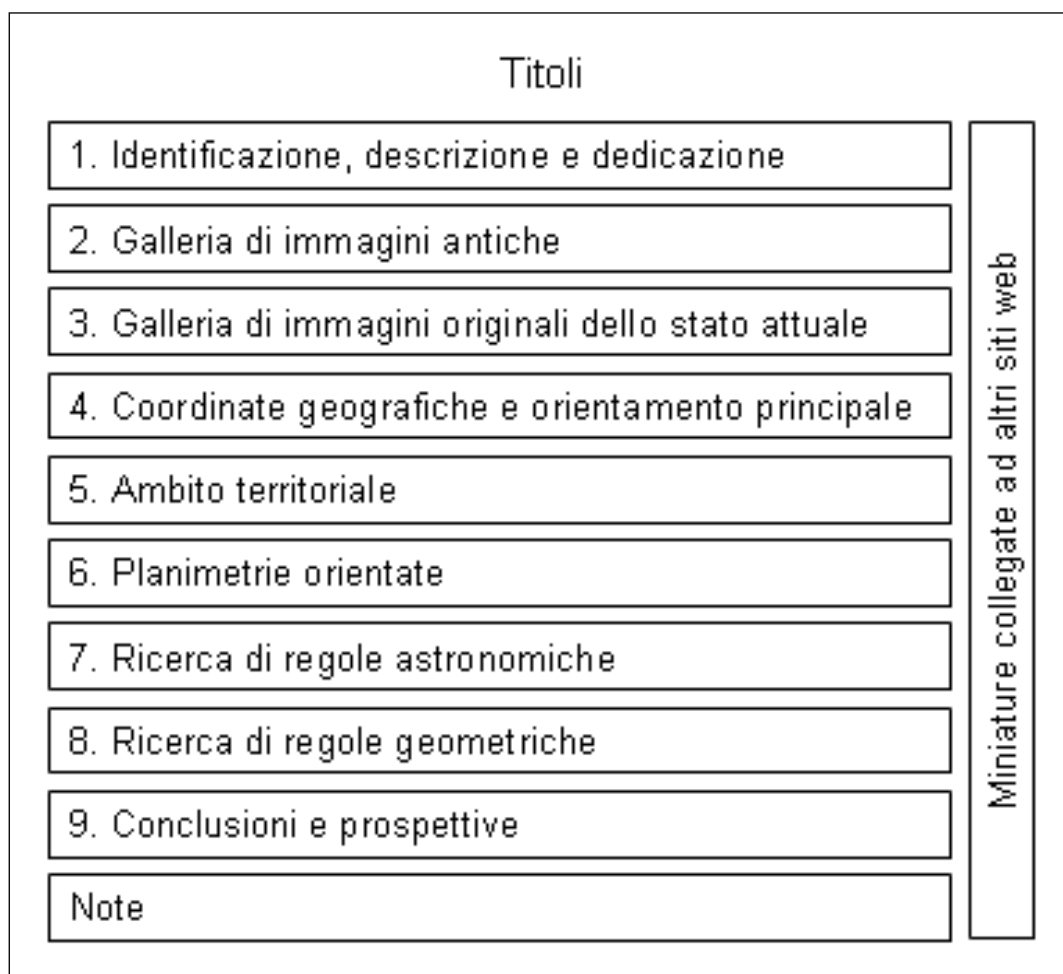 Titoli
1. Identificazione, descrizione e dedicazione
2. Galleria di immagini antiche
3. Galleria di immagini originali dello stato attuale
4. Coordinate geografiche e orientamento principale
5. Ambito territoriale
6. Planimetrie orientate
7. Ricerca di regole astronomiche
8. Ricerca di regole geometriche
9. Conclusioni e prospettive
Note
Miniature collegate ad altri siti web